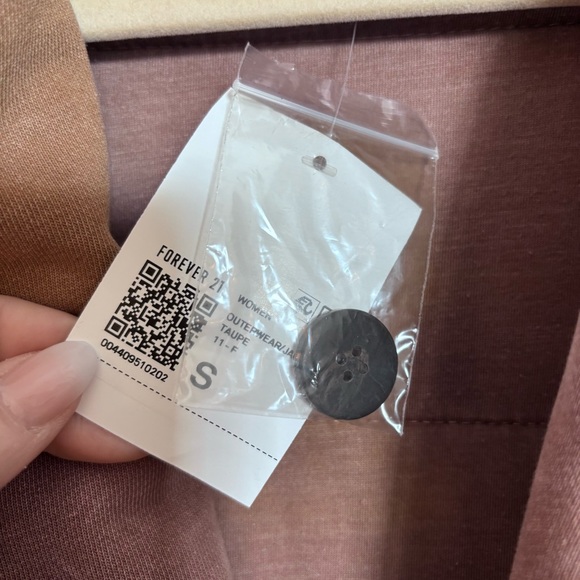 FOREVER 21
004409510202
WOMEN
OUTERWEAR/JA
TAUPE
11 - F
S